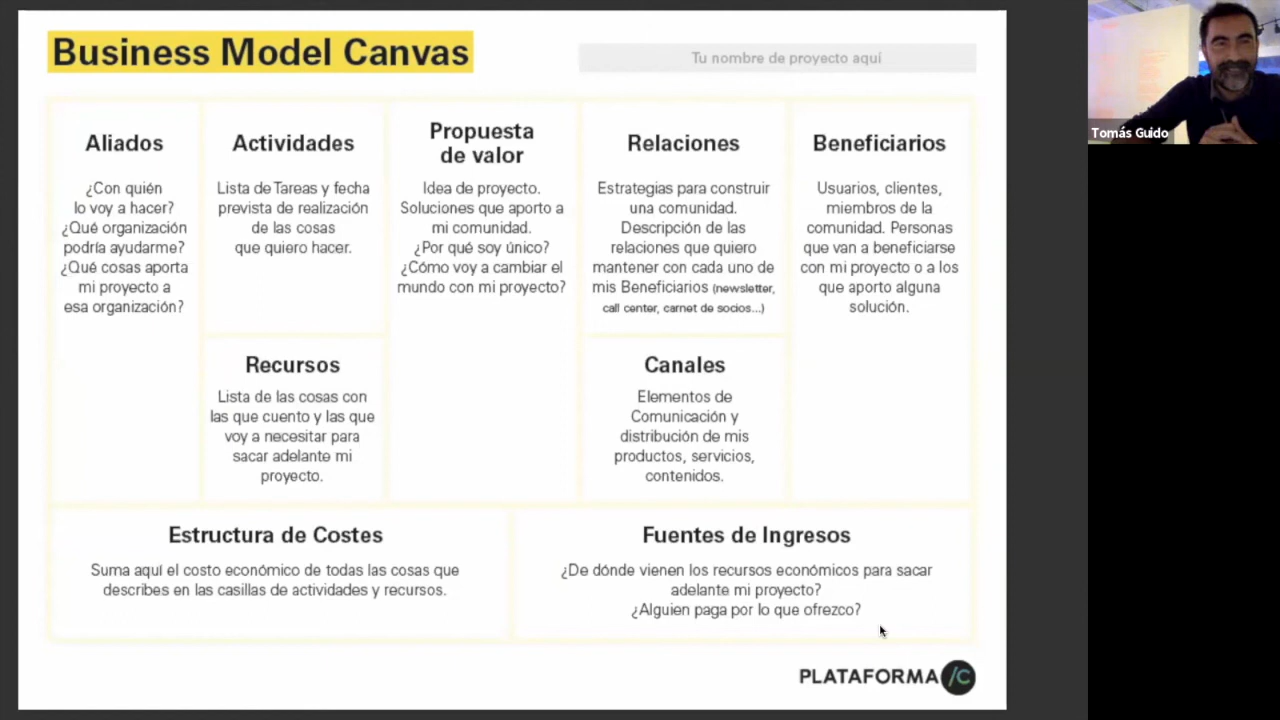 Business Model Canvas
Tu nombre de proyecto aquí
Aliados
¿Con quién
lo voy a hacer?
¿Qué organización
podría ayudarme?
¿Qué cosas aporta
mi proyecto a
esa organización?
Actividades
Lista de Tareas y fecha
prevista de realización
de las cosas
que quiero hacer.
Recursos
Lista de las cosas con
las que cuento y las que
voy a necesitar para
sacar adelante mi
proyecto.
Propuesta
de valor
Idea de proyecto.
Soluciones que aporto a
mi comunidad.
¿Por qué soy único?
¿Cómo voy a cambiar el
mundo con mi proyecto?
Relaciones
Estrategias para construir
una comunidad.
Descripción de las
relaciones que quiero
mantener con cada uno de
mis Beneficiarios (newsletter,
call center, carnet de socios...)
Canales
Elementos de
Comunicación y
distribución de mis
productos, servicios,
contenidos.
Beneficiarios
Usuarios, clientes,
miembros de la
comunidad. Personas
que van a beneficiarse
con mi proyecto o a los
que aporto alguna
solución.
Estructura de Costes
Suma aquí el costo económico de todas las cosas que
describes en las casillas de actividades y recursos.
Fuentes de Ingresos
¿De dónde vienen los recursos económicos para sacar
adelante mi proyecto?
¿Alguien paga por lo que ofrezco?
PLATAFORMA/C
Tomás Guido